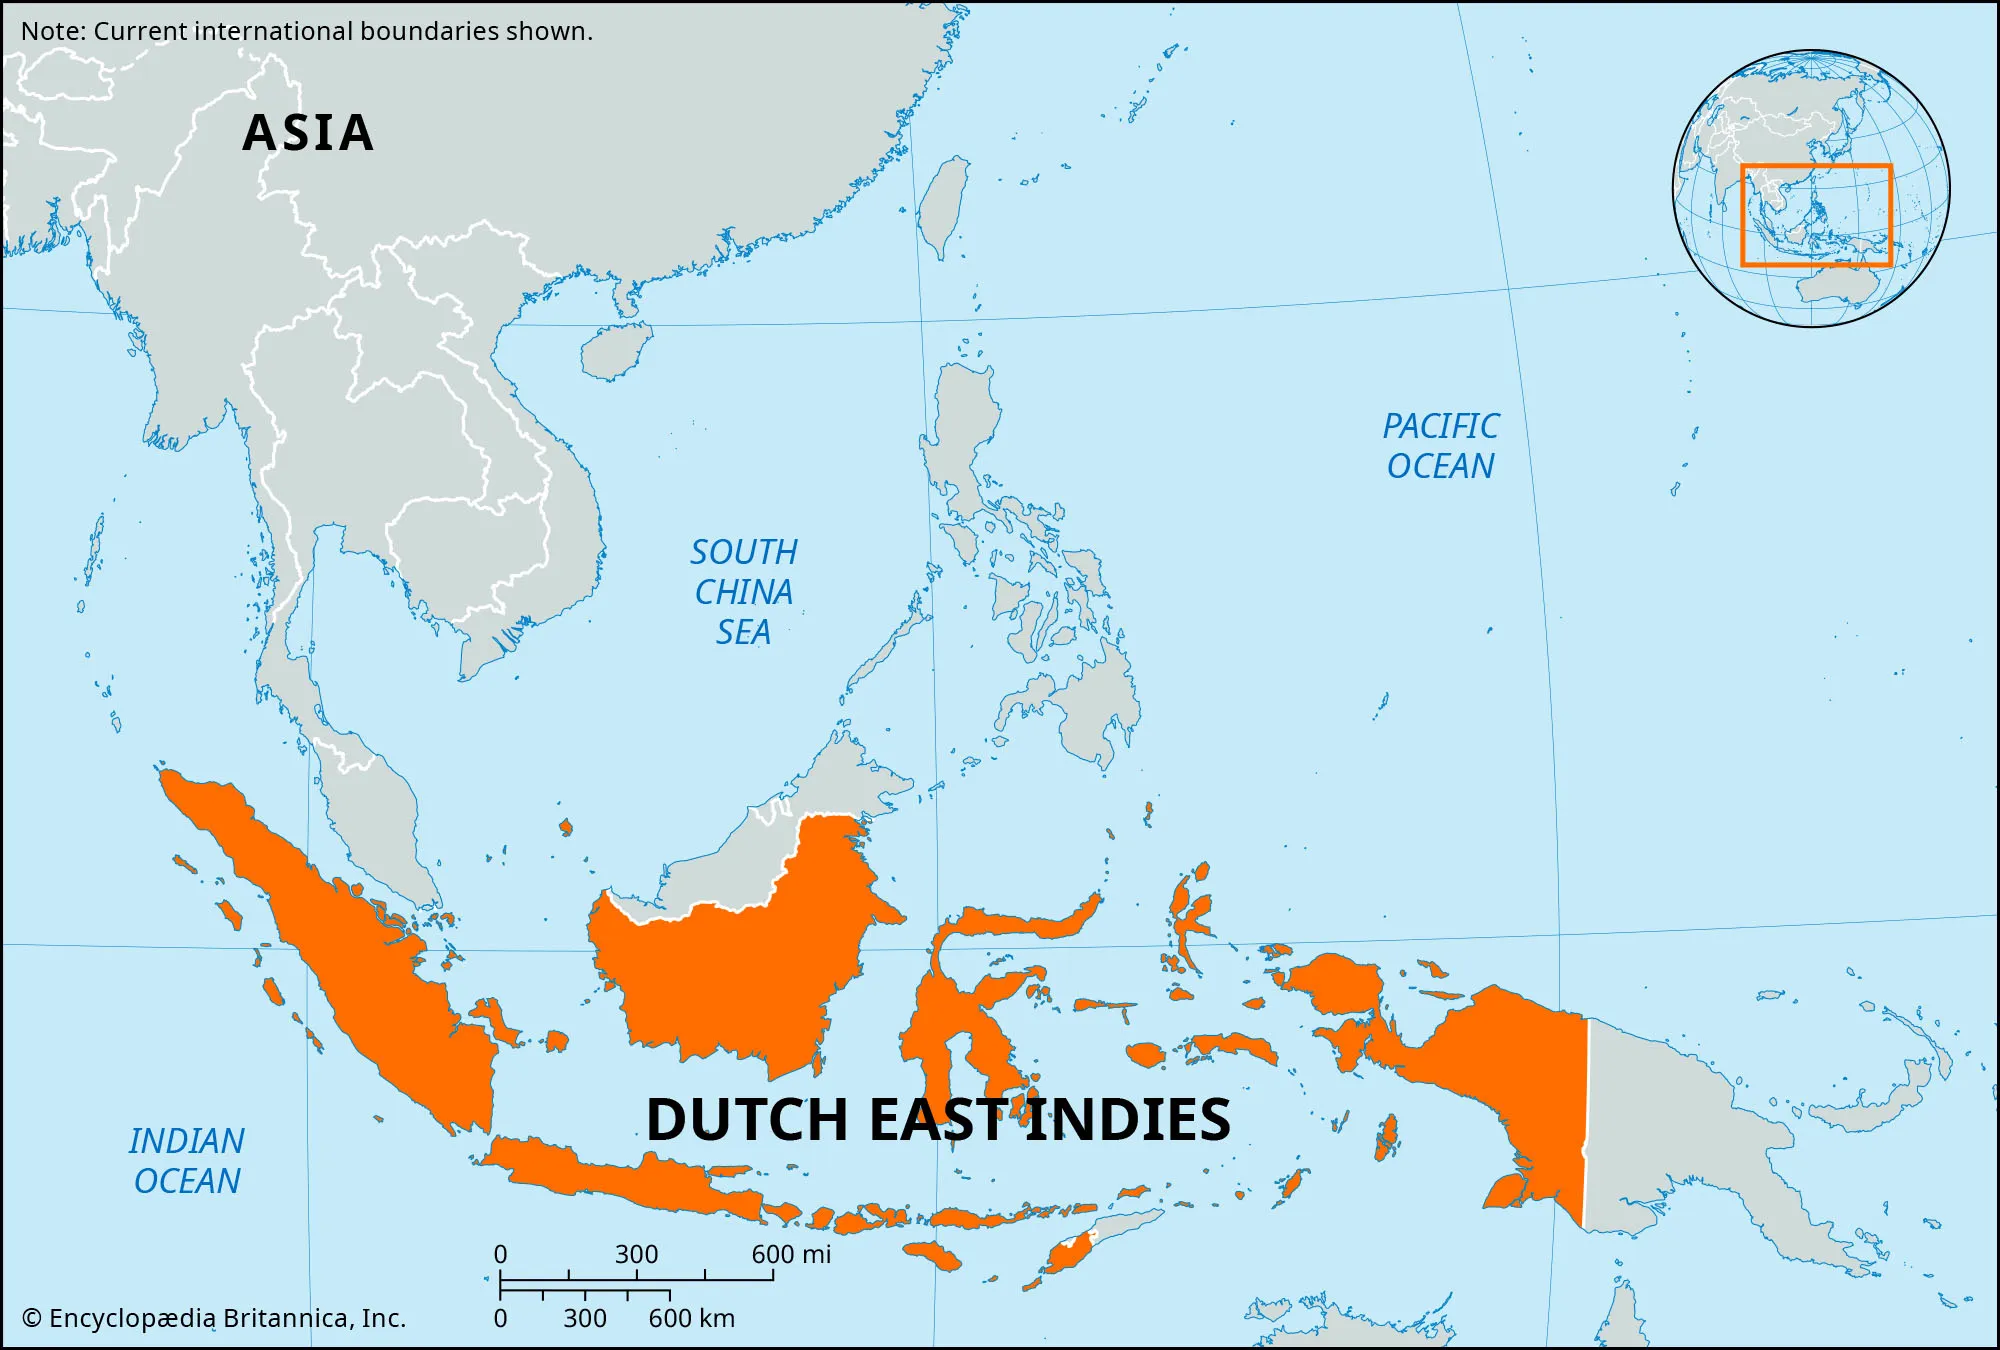 Note: Current international boundaries shown.
ASIA
PACIFIC
OCEAN
SOUTH
CHINA
SEA
DUTCH EAST INDIES
INDIAN
OCEAN
0 300 600 mi
0 300 600 km
© Encyclopædia Britannica, Inc.